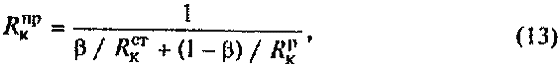 R_к^пр = 1 / (β / R_к^ст + (1 – β) / R_к^р), (13)